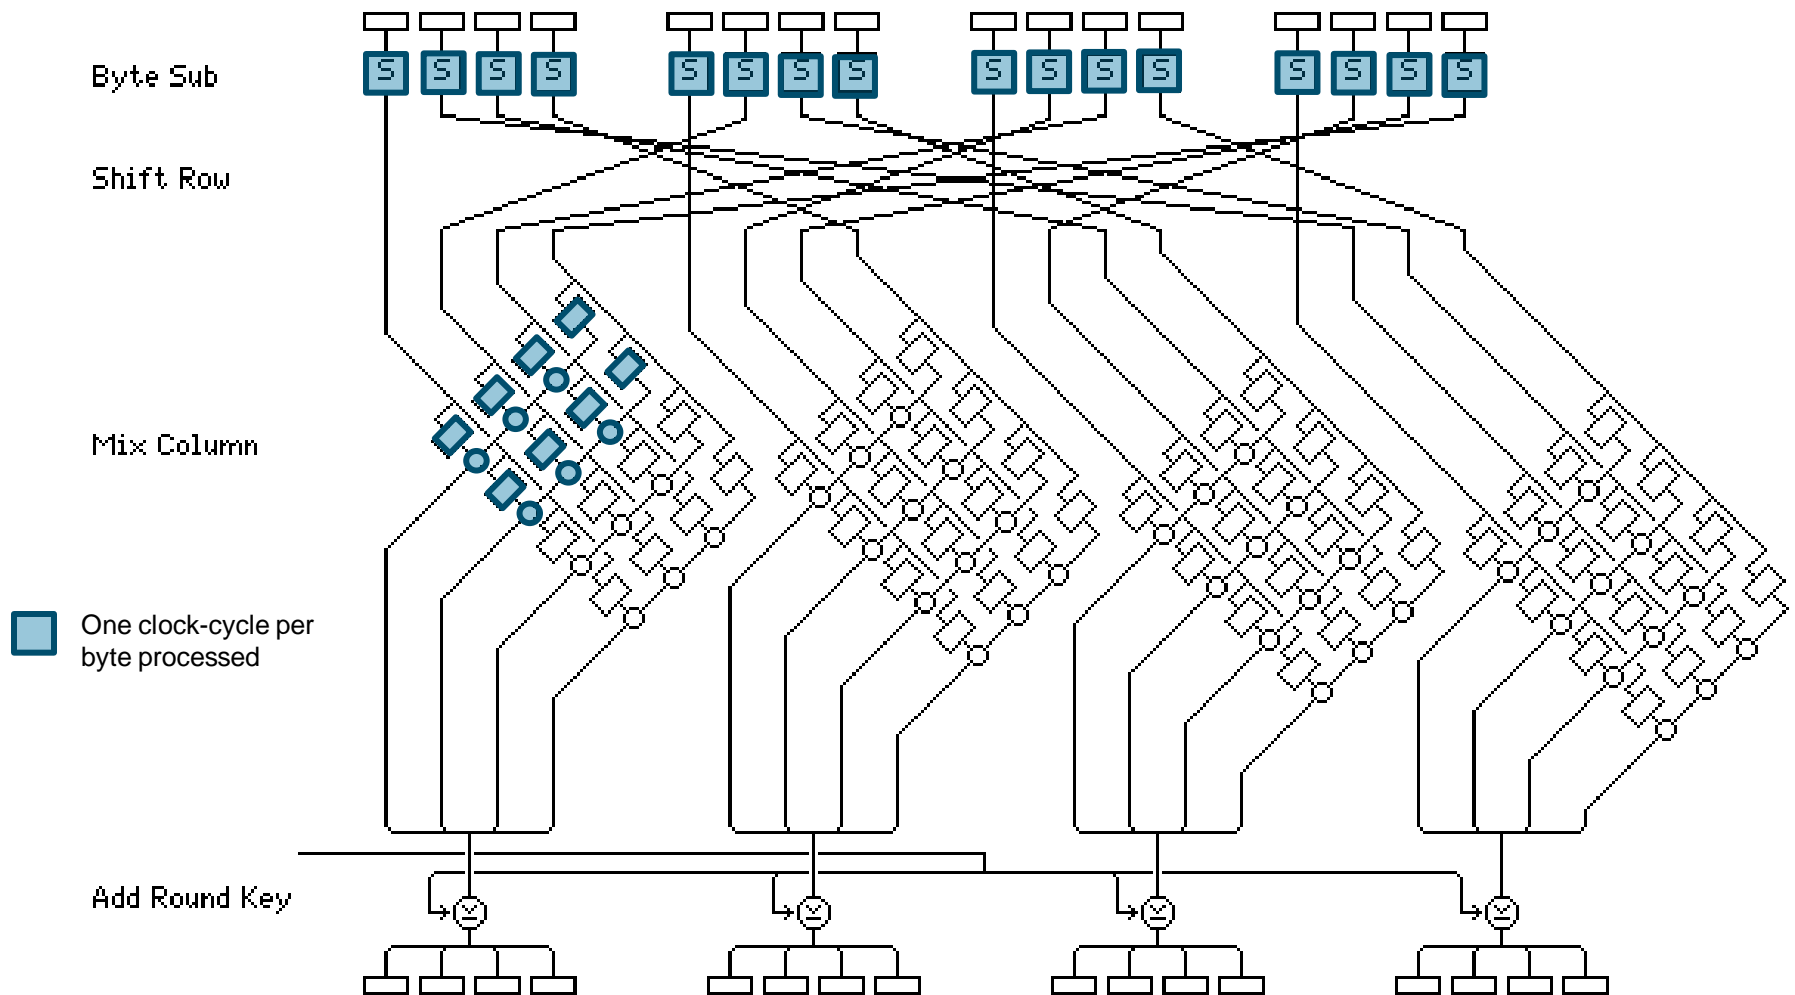 S S S S S S S S S S S S S S S S
Byte Sub
Shift Row
Mix Column
One clock-cycle per
byte processed
Add Round Key